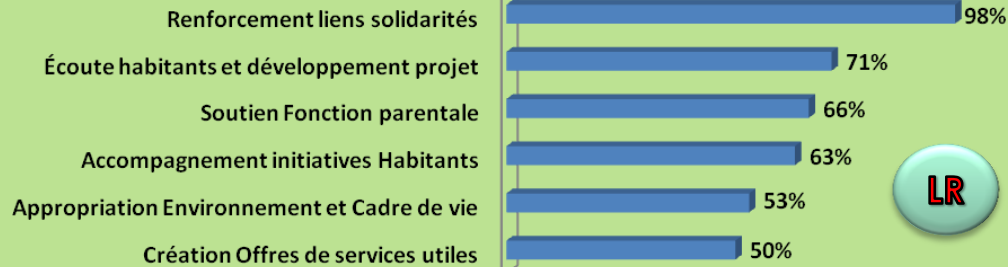 Renforcement liens solidarités 98%
Écoute habitants et développement projet 71%
Soutien Fonction parentale 66%
Accompagnement initiatives Habitants 63%
LR
Appropriation Environnement et Cadre de vie 53%
Création Offres de services utiles 50%